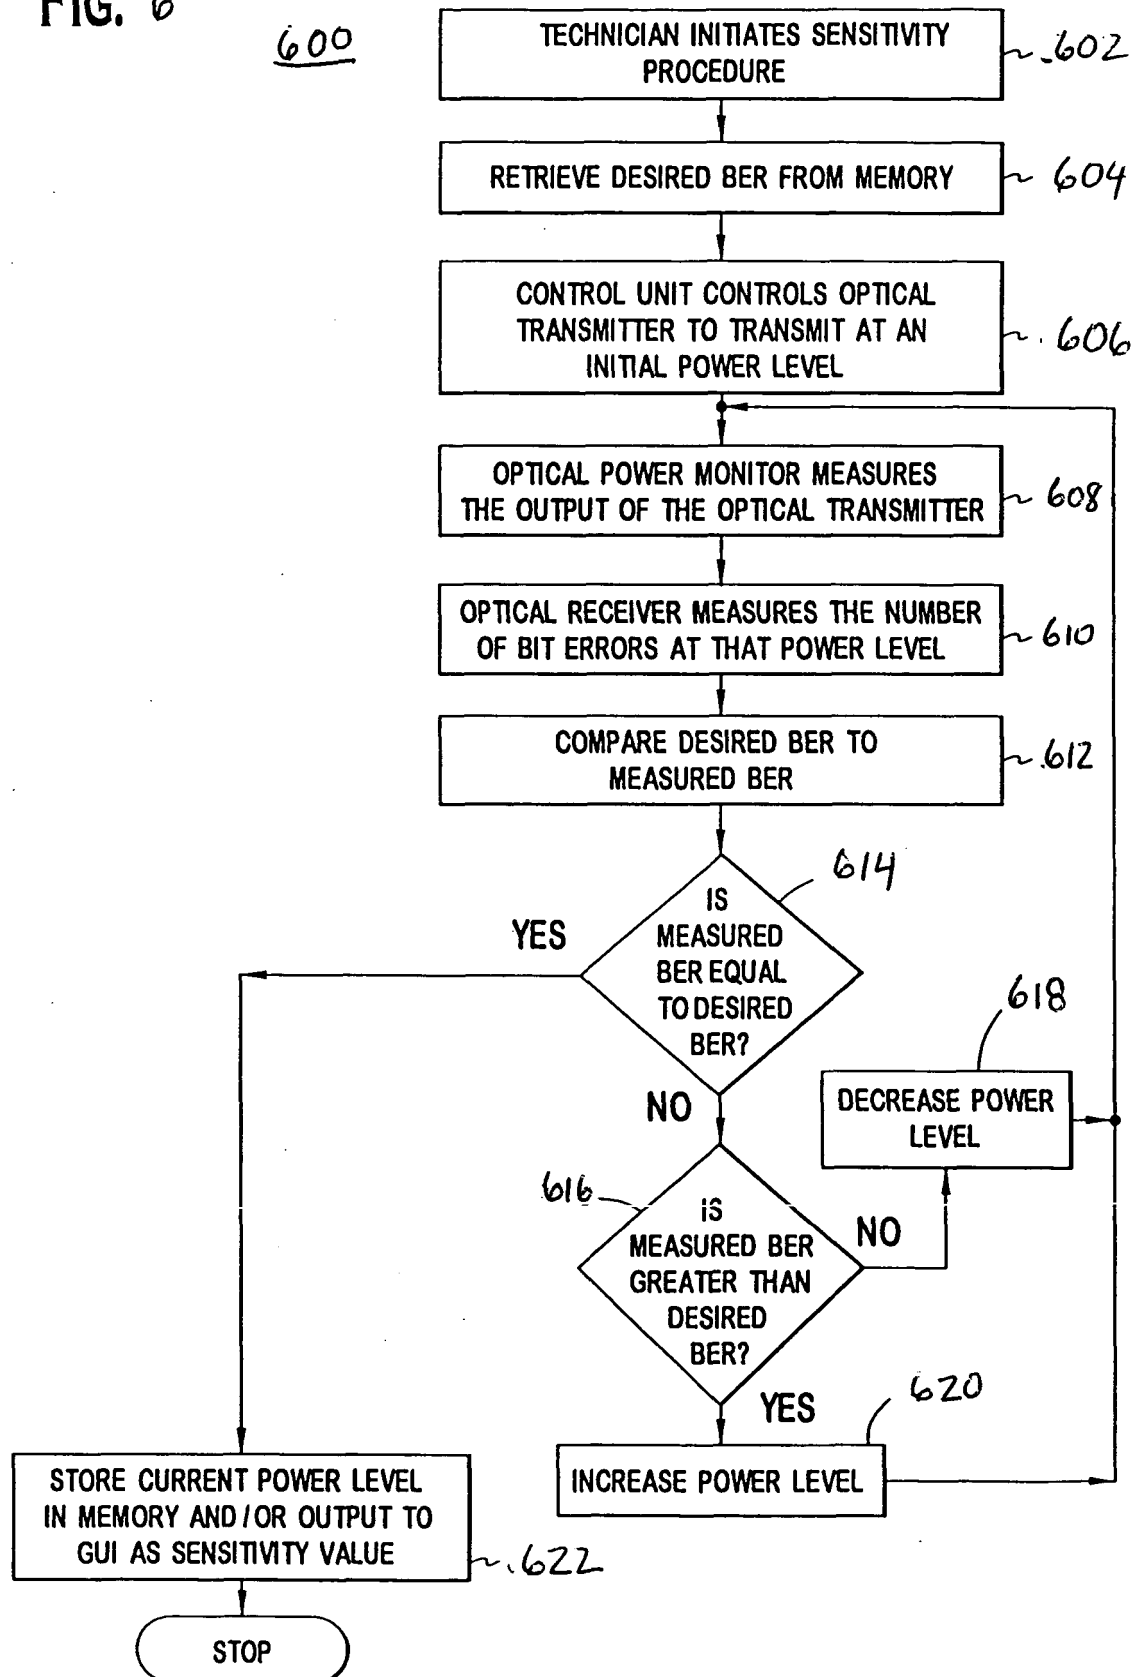 FIG. 6
600
TECHNICIAN INITIATES SENSITIVITY
PROCEDURE
602
RETRIEVE DESIRED BER FROM MEMORY
604
CONTROL UNIT CONTROLS OPTICAL
TRANSMITTER TO TRANSMIT AT AN
INITIAL POWER LEVEL
606
OPTICAL POWER MONITOR MEASURES
THE OUTPUT OF THE OPTICAL TRANSMITTER
608
OPTICAL RECEIVER MEASURES THE NUMBER
OF BIT ERRORS AT THAT POWER LEVEL
610
COMPARE DESIRED BER TO
MEASURED BER
612
614
IS
MEASURED
BER EQUAL
TO DESIRED
BER?
YES
NO
618
DECREASE POWER
LEVEL
616
IS
MEASURED BER
GREATER THAN
DESIRED
BER?
NO
YES
620
INCREASE POWER LEVEL
STORE CURRENT POWER LEVEL
IN MEMORY AND/OR OUTPUT TO
GUI AS SENSITIVITY VALUE
622
STOP